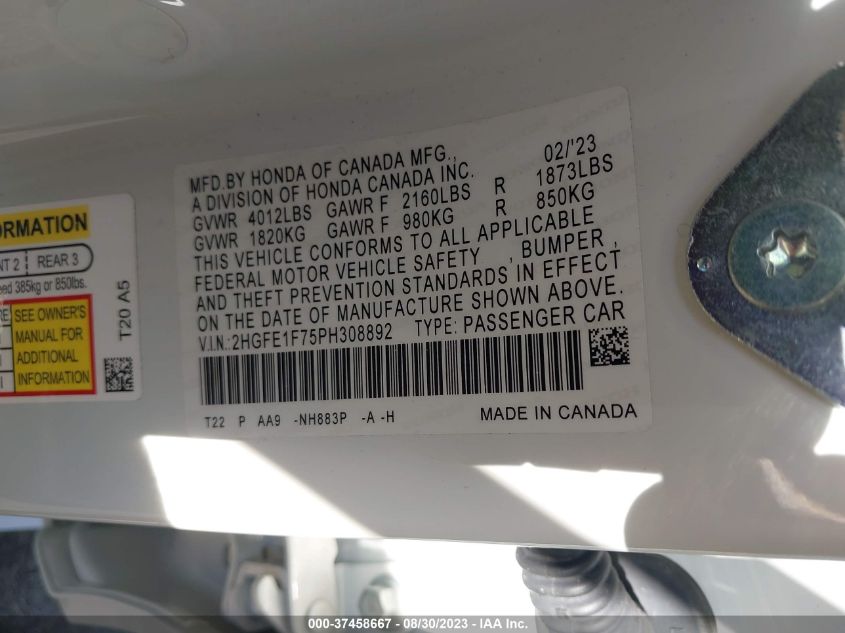 MFD.BY HONDA OF CANADA MFG., 02/'23
A DIVISION OF HONDA CANADA INC.
GVWR 4012LBS GAWR F 2160LBS R 1873LBS
GVWR 1820KG GAWR F 980KG R 850KG
THIS VEHICLE CONFORMS TO ALL APPLICABLE
FEDERAL MOTOR VEHICLE SAFETY , BUMPER ,
AND THEFT PREVENTION STANDARDS IN EFFECT
ON THE DATE OF MANUFACTURE SHOWN ABOVE.
V.I.N.:2HGFE1F75PH308892 TYPE: PASSENGER CAR
T22 P AA9 -NH883P -A -H MADE IN CANADA
ORMATION
NT 2 REAR 3
eed 385kg or 850lbs.
RE SEE OWNER'S
MANUAL FOR
ADDITIONAL
INFORMATION
T20 A5
000-37458667 - 08/30/2023 - IAA Inc.